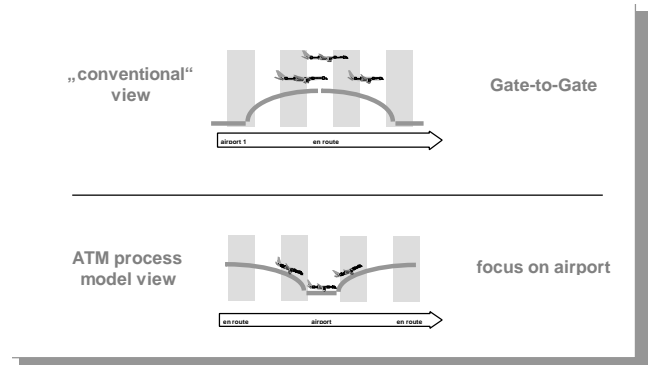 „conventional“
view
Gate-to-Gate
airport 1
en route
ATM process
model view
focus on airport
en route
airport
en route